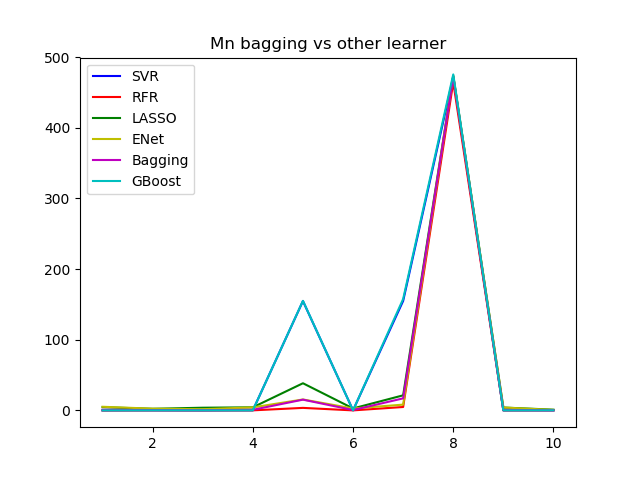 Mn bagging vs other learner
500
400
300
200
100
0
SVR
RFR
LASSO
ENet
Bagging
GBoost
2 4 6 8 10